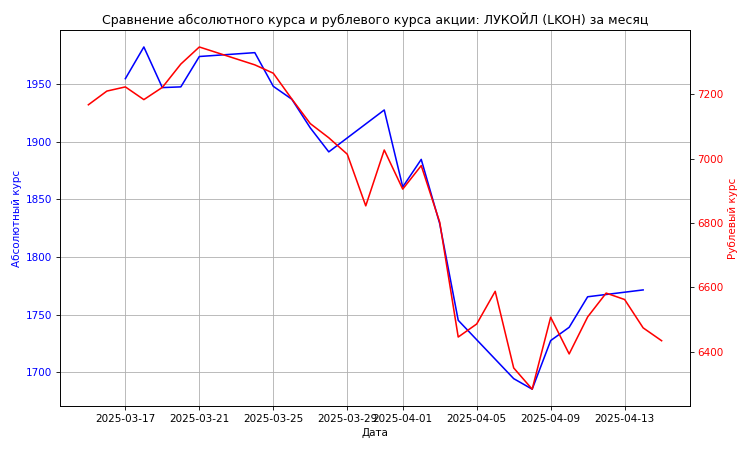 Сравнение абсолютного курса и рублевого курса акции: ЛУКОЙЛ (LKOH) за месяц
1950
1900
1850
1800
1750
1700
Абсолютный курс
7200
7000
6800
6600
6400
Рублевый курс
2025-03-17 2025-03-21 2025-03-25 2025-03-29 2025-04-01 2025-04-05 2025-04-09 2025-04-13
Дата